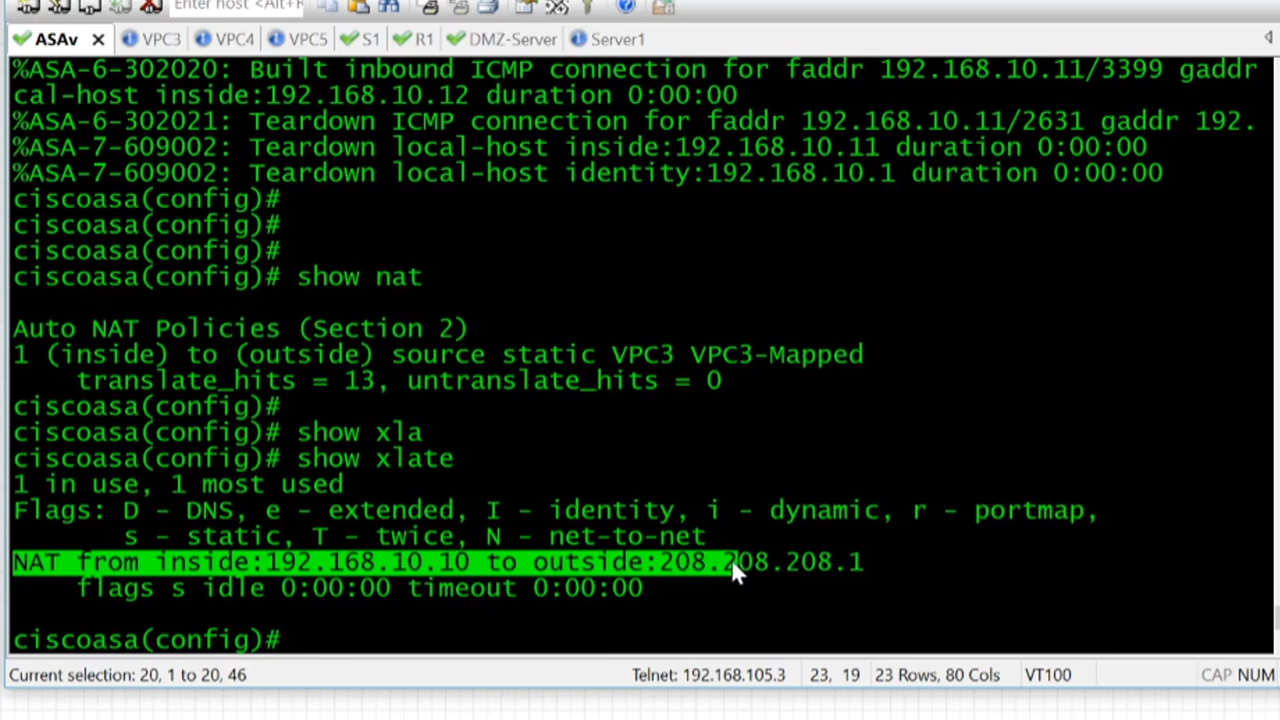 Enter host <Alt+R
ASAv VPC3 VPC4 VPC5 S1 R1 DMZ-Server Server1
%ASA-6-302020: Built inbound ICMP connection for faddr 192.168.10.11/3399 gaddr
cal-host inside:192.168.10.12 duration 0:00:00
%ASA-6-302021: Teardown ICMP connection for faddr 192.168.10.11/2631 gaddr 192.
%ASA-7-609002: Teardown local-host inside:192.168.10.11 duration 0:00:00
%ASA-7-609002: Teardown local-host identity:192.168.10.1 duration 0:00:00
ciscoasa(config)#
ciscoasa(config)#
ciscoasa(config)#
ciscoasa(config)# show nat
Auto NAT Policies (Section 2)
1 (inside) to (outside) source static VPC3 VPC3-Mapped
translate_hits = 13, untranslate_hits = 0
ciscoasa(config)#
ciscoasa(config)# show xla
ciscoasa(config)# show xlate
1 in use, 1 most used
Flags: D - DNS, e - extended, I - identity, i - dynamic, r - portmap,
s - static, T - twice, N - net-to-net
NAT from inside:192.168.10.10 to outside:208.208.208.1
flags s idle 0:00:00 timeout 0:00:00
ciscoasa(config)#
Current selection: 20, 1 to 20, 46 Telnet: 192.168.105.3 23, 19 23 Rows, 80 Cols VT100 CAP NUM